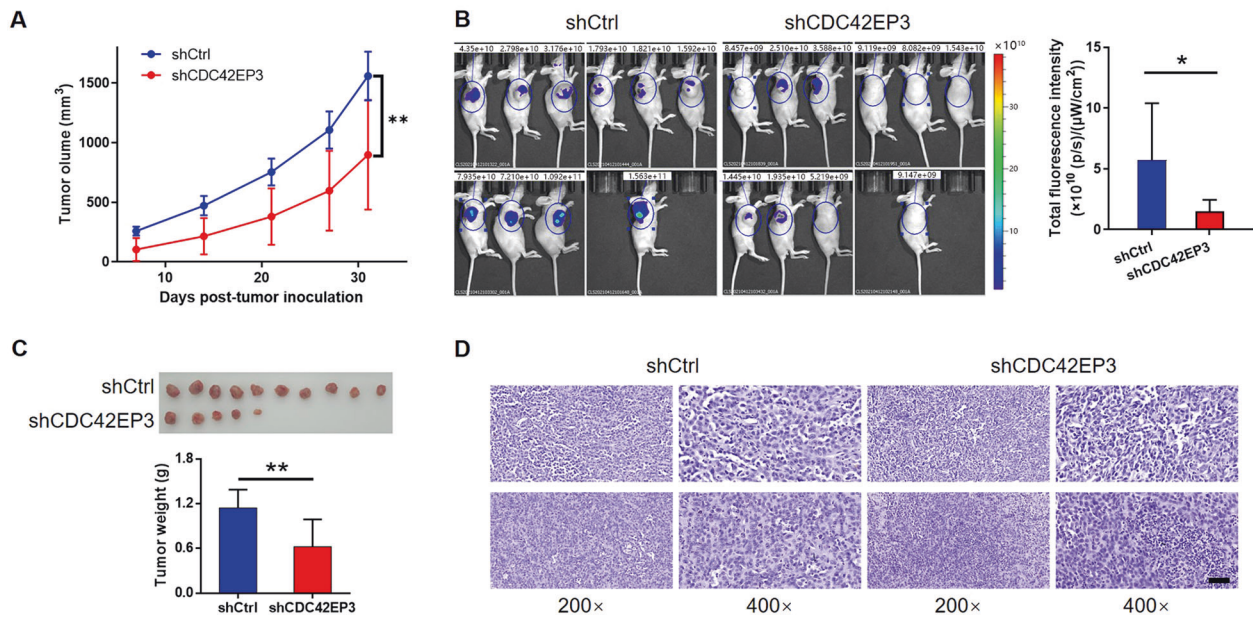 A
shCtrl
shCDC42EP3
Tumor olume (mm³)
1500
1000
500
0
**
10
20
30
Days post-tumor inoculation
B
shCtrl
shCDC42EP3
4.35e+10
2.798e+10
3.176e+10
1.793e+10
1.821e+10
1.592e+10
8.457e+09
2.510e+10
3.588e+10
9.119e+09
8.082e+09
1.543e+10
7.935e+10
7.210e+10
1.092e+11
1.563e+11
1.445e+10
1.935e+10
5.219e+09
9.147e+09
×10¹⁰
30
20
10
Total fluorescence intensity
(×10¹⁰ (p/s)/(μW/cm²))
15
10
5
0
*
shCtrl
shCDC42EP3
C
shCtrl
shCDC42EP3
Tumor weight (g)
1.8
1.2
0.6
0.0
**
shCtrl
shCDC42EP3
D
shCtrl
shCDC42EP3
200×
400×
200×
400×